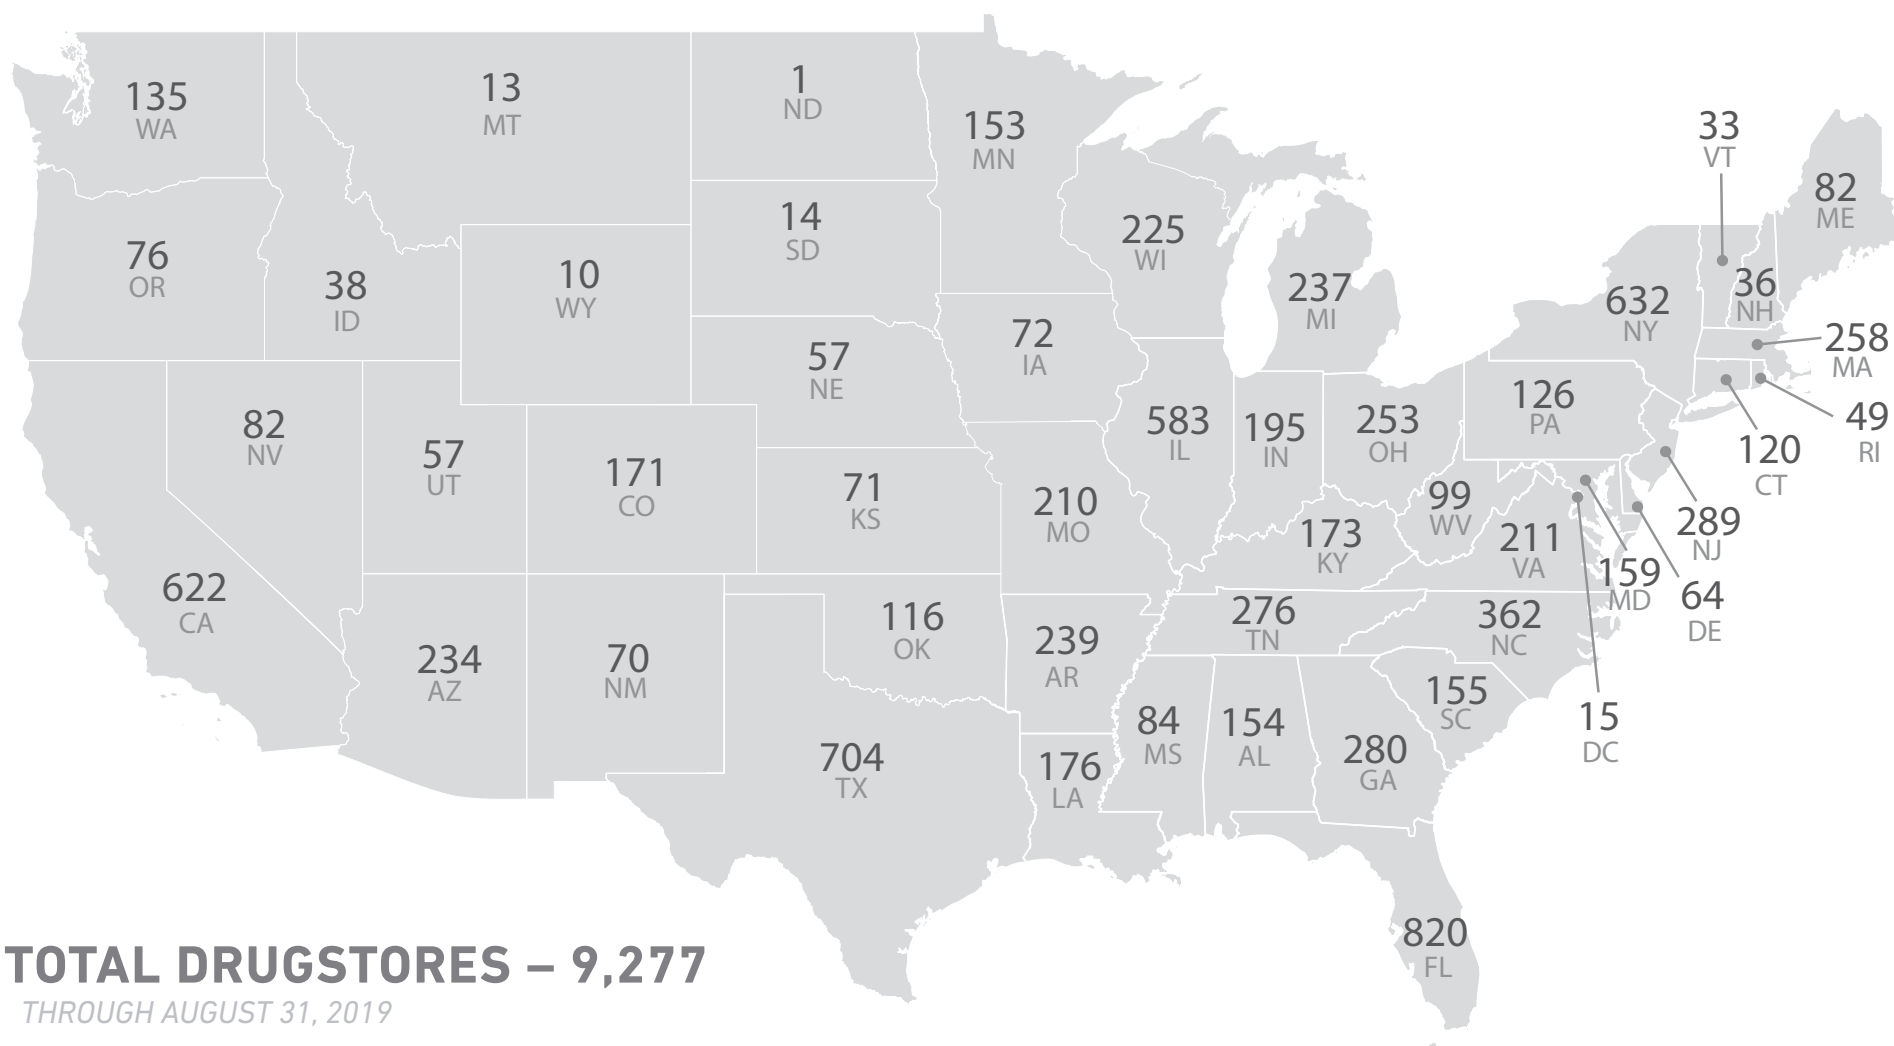 135
WA
13
MT
1
ND
153
MN
33
VT
82
ME
76
OR
38
ID
10
WY
14
SD
225
WI
237
MI
632
NY
36
NH
258
MA
49
RI
120
CT
82
NV
57
UT
171
CO
57
NE
71
KS
72
IA
210
MO
583
IL
195
IN
253
OH
126
PA
99
WV
173
KY
211
VA
159
MD
289
NJ
64
DE
15
DC
622
CA
234
AZ
70
NM
116
OK
239
AR
276
TN
362
NC
155
SC
704
TX
176
LA
84
MS
154
AL
280
GA
820
FL
TOTAL DRUGSTORES – 9,277
THROUGH AUGUST 31, 2019